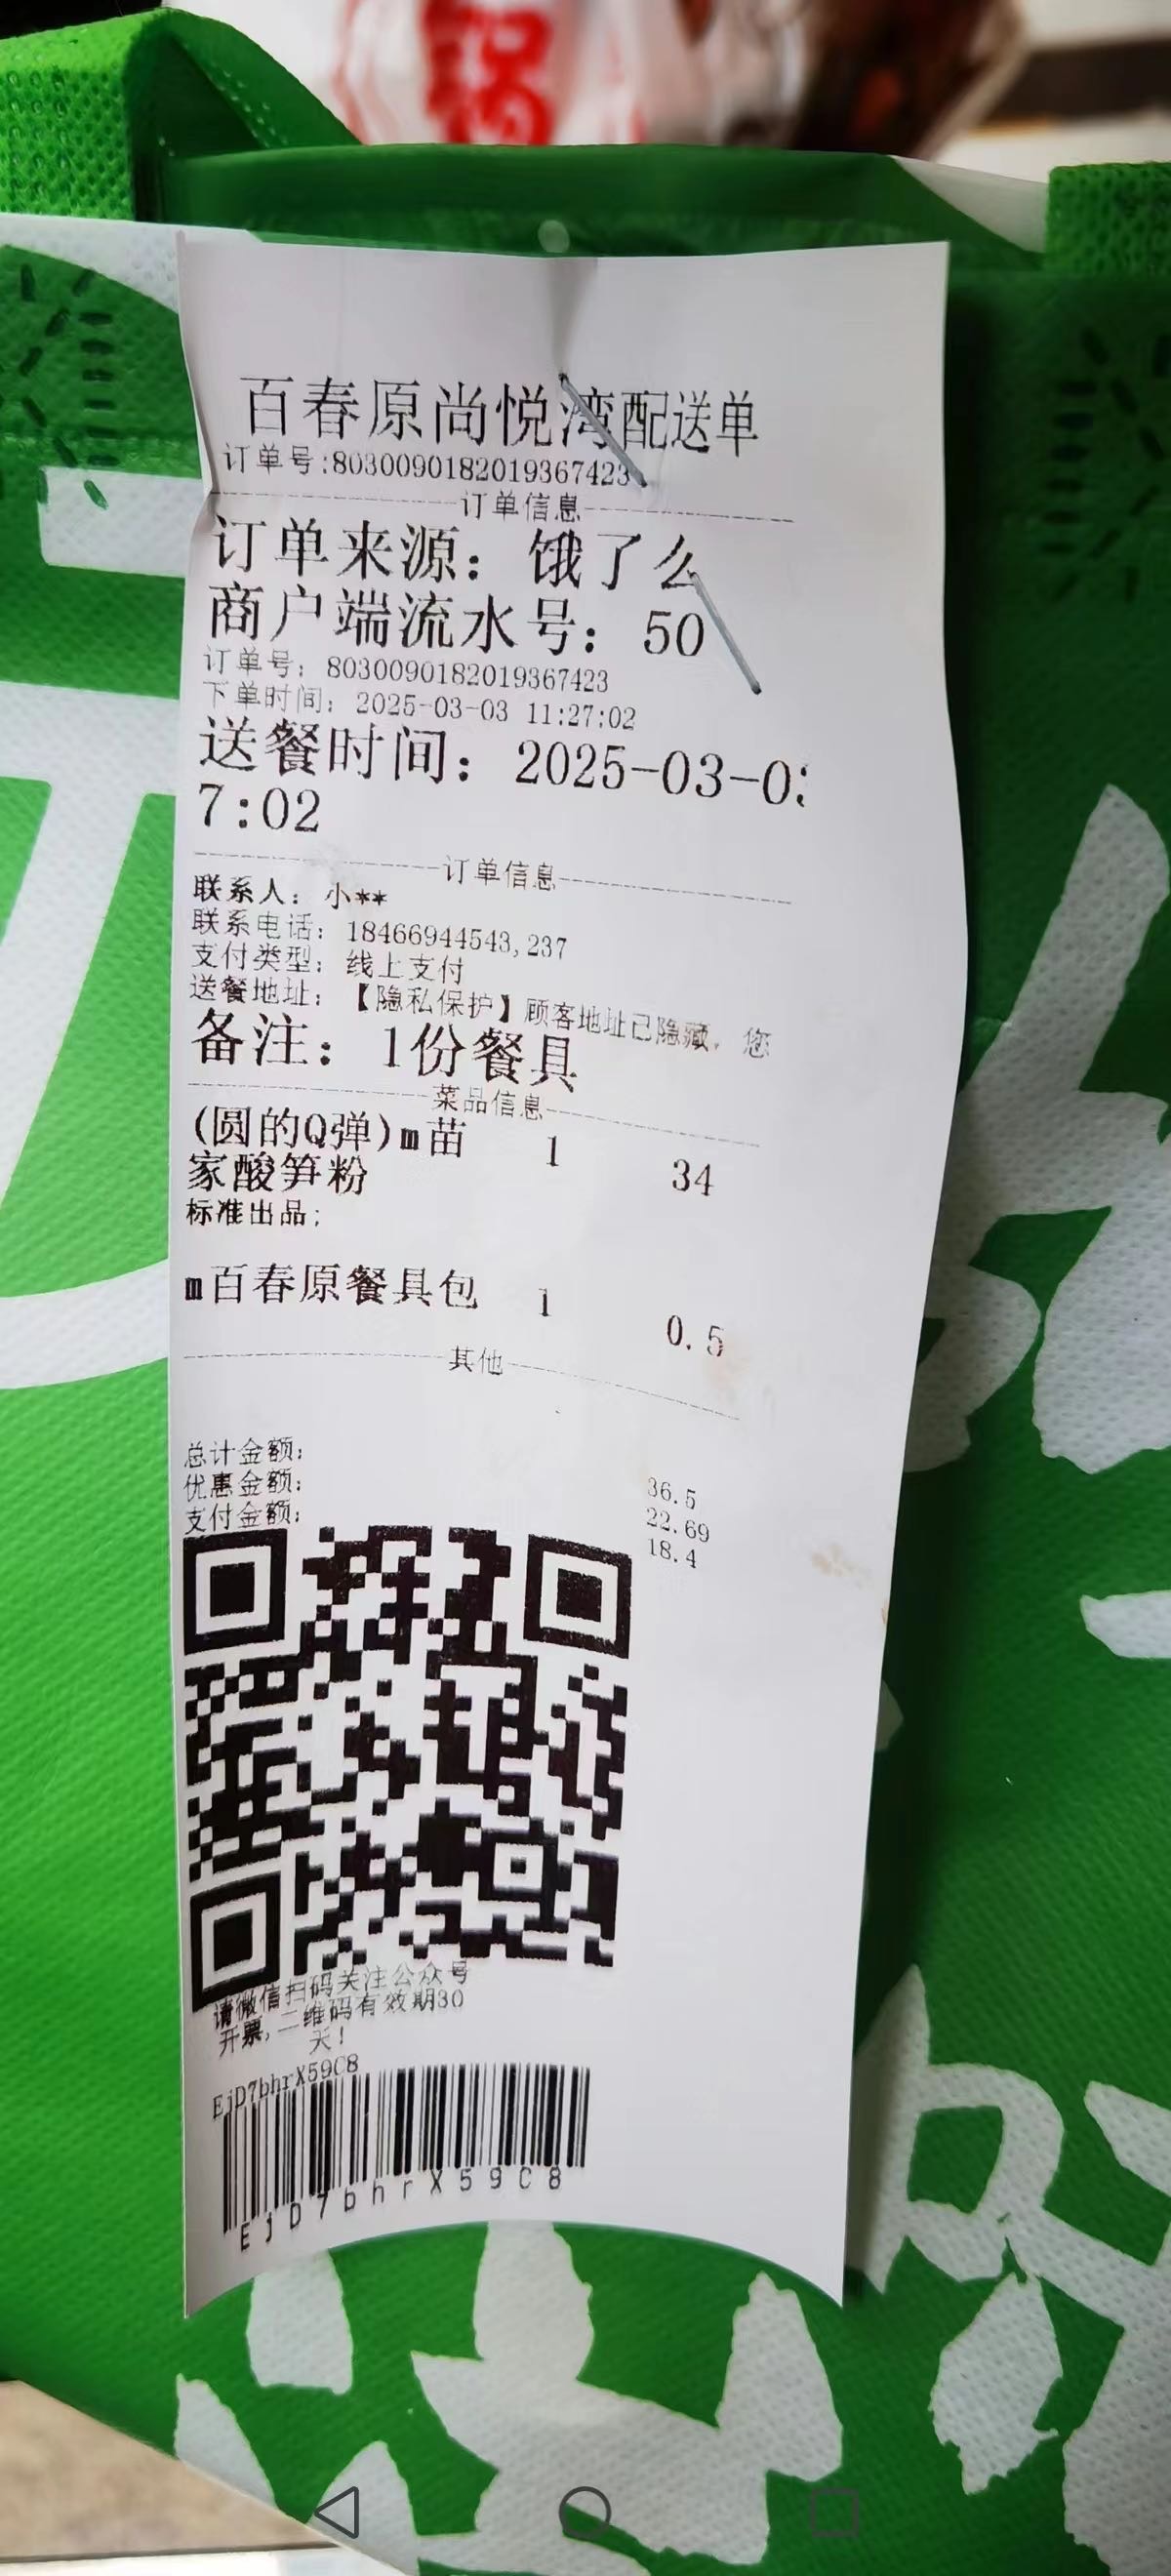 锅
百春原尚悦湾配送单
订单号:8030090182019367423
订单信息
订单来源：饿了么
商户端流水号：50
订单号：8030090182019367423
下单时间：2025-03-03 11:27:02
送餐时间：2025-03-0
7:02
订单信息
联系人：小**
联系电话：18466944543,237
支付类型：线上支付
送餐地址：【隐私保护】顾客地址已隐藏，您
备注：1份餐具
菜品信息
(圆的Q弹)m苗 1 34
家酸笋粉
标准出品;
m百春原餐具包 1 0.5
其他
总计金额： 36.5
优惠金额： 22.69
支付金额： 18.4
请微信扫码关注公众号
开票,二维码有效期30
天!
EjD7bhrX59C8
EjD7bhrX59C8